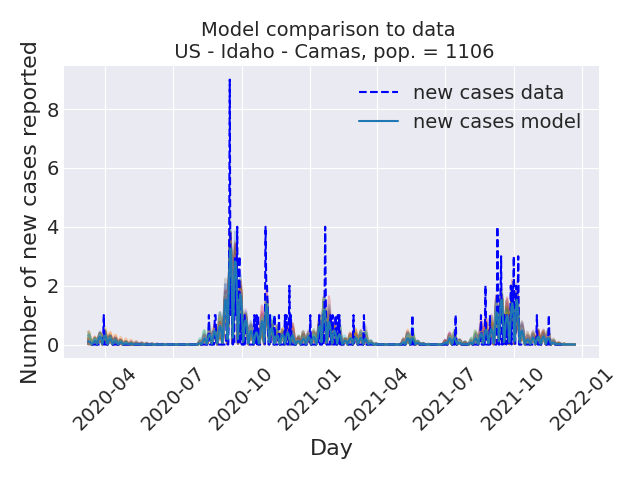 Model comparison to data
US - Idaho - Camas, pop. = 1106
Number of new cases reported
8
6
4
2
0
new cases data
new cases model
2020-04
2020-07
2020-10
2021-01
2021-04
2021-07
2021-10
2022-01
Day